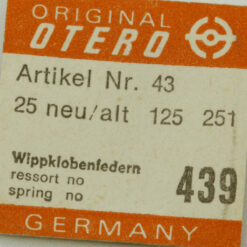 ORIGINAL
OTERO
Artikel Nr. 43
25 neu/alt 125 251
Wippklobenfedern
ressort no
spring no
439
GERMANY